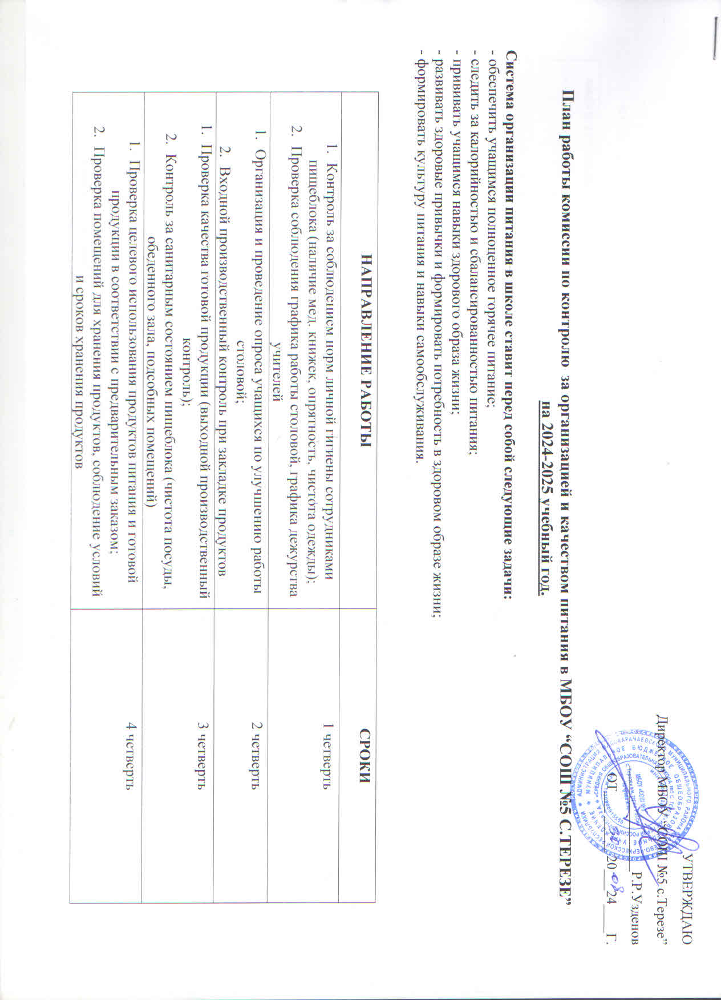 УТВЕРЖДАЮ
Директор МБОУ “СОШ №5 с.Терезе”
Р.Р.Узденов
ОТ 20 08 24 Г.
План работы комиссии по контролю за организацией и качеством питания в МБОУ “СОШ №5 С.ТЕРЕЗЕ”
на 2024-2025 учебный год.
Система организации питания в школе ставит перед собой следующие задачи:
- обеспечить учащимся полноценное горячее питание;
- следить за калорийностью и сбалансированностью питания;
- прививать учащимся навыки здорового образа жизни;
- развивать здоровые привычки и формировать потребность в здоровом образе жизни;
- формировать культуру питания и навыки самообслуживания.
НАПРАВЛЕНИЕ РАБОТЫ СРОКИ
1. Контроль за соблюдением норм личной гигиены сотрудниками 1 четверть
пищеблока (наличие мед. книжек, опрятность, чистота одежды);
2. Проверка соблюдения графика работы столовой, графика дежурства
учителей
1. Организация и проведение опроса учащихся по улучшению работы 2 четверть
столовой;
2. Входной производственный контроль при закладке продуктов
1. Проверка качества готовой продукции (выходной производственный 3 четверть
контроль);
2. Контроль за санитарным состоянием пищеблока (чистота посуды,
обеденного зала, подсобных помещений)
1. Проверка целевого использования продуктов питания и готовой 4 четверть
продукции в соответствии с предварительным заказом;
2. Проверка помещений для хранения продуктов, соблюдение условий
и сроков хранения продуктов